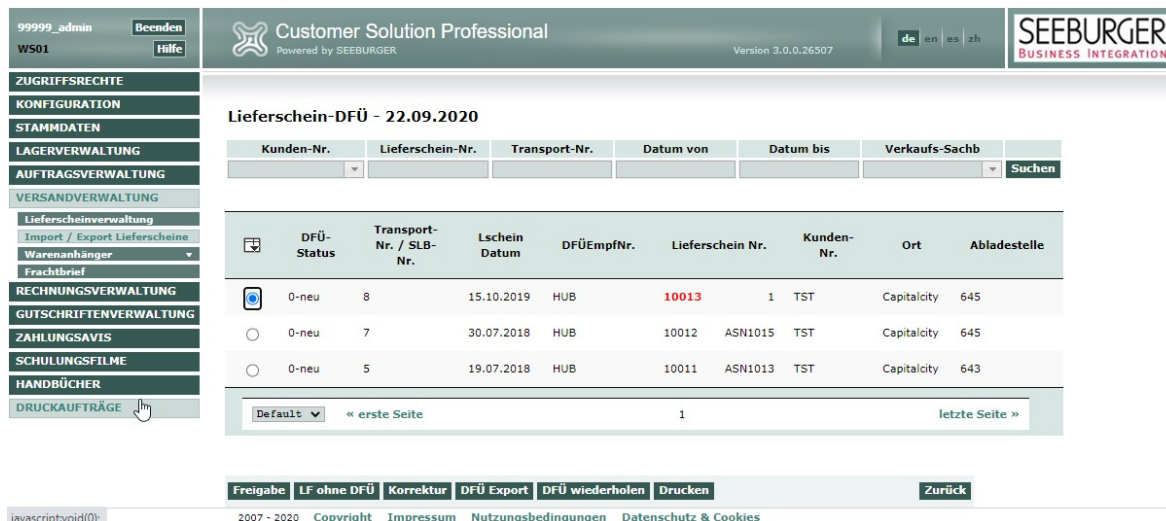 99999_admin Beenden
WS01 Hilfe
Customer Solution Professional
Powered by SEEBURGER
Version 3.0.0.26507
de en es zh
SEEBURGER
BUSINESS INTEGRATION
ZUGRIFFSRECHTE
KONFIGURATION
STAMMDATEN
LAGERVERWALTUNG
AUFTRAGSVERWALTUNG
VERSANDVERWALTUNG
Lieferscheinverwaltung
Import / Export Lieferscheine
Warenanhänger
Frachtbrief
RECHNUNGSVERWALTUNG
GUTSCHRIFTENVERWALTUNG
ZAHLUNGSAVIS
SCHULUNGSFILME
HANDBÜCHER
DRUCKAUFTRÄGE
Lieferschein-DFÜ - 22.09.2020
Kunden-Nr. Lieferschein-Nr. Transport-Nr. Datum von Datum bis Verkaufs-Sachb
Suchen
DFÜ-Status Transport-Nr. / SLB-Nr. Lschein Datum DFÜEmpfNr. Lieferschein Nr. Kunden-Nr. Ort Abladestelle
0-neu 8 15.10.2019 HUB 10013 1 TST Capitalcity 645
0-neu 7 30.07.2018 HUB 10012 ASN1015 TST Capitalcity 645
0-neu 5 19.07.2018 HUB 10011 ASN1013 TST Capitalcity 643
Default « erste Seite 1 letzte Seite »
Freigabe LF ohne DFÜ Korrektur DFÜ Export DFÜ wiederholen Drucken Zurück
javascript:void(0);
2007 - 2020 Copyright Impressum Nutzungsbedingungen Datenschutz & Cookies